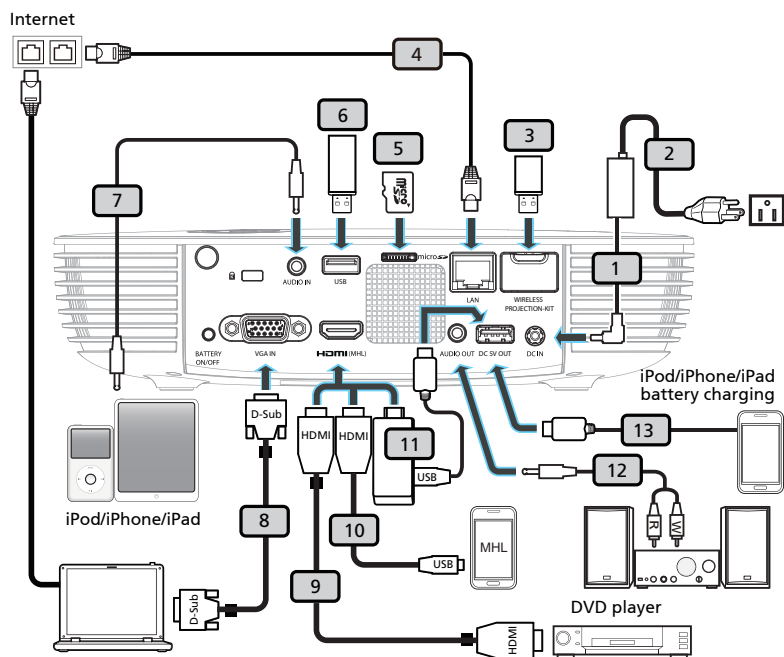 Internet
4
6
5
3
2
7
micro SD
1
AUDIO IN
USB
micro SD
LAN
WIRELESS
PROJECTION-KIT
BATTERY
ON/OFF
VGA IN
HDMI (MHL)
AUDIO OUT
DC 5V OUT
DC IN
iPod/iPhone/iPad
battery charging
D-Sub
HDMI
HDMI
11
USB
13
12
iPod/iPhone/iPad
8
10
R
W
9
USB
MHL
D-Sub
DVD player
HDMI